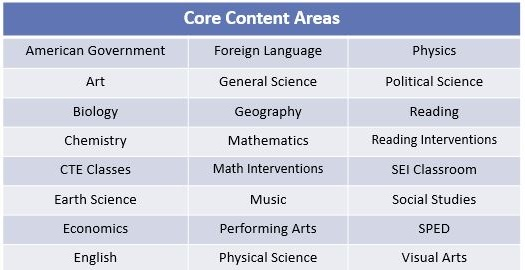 Core Content Areas
American Government Foreign Language Physics
Art General Science Political Science
Biology Geography Reading
Chemistry Mathematics Reading Interventions
CTE Classes Math Interventions SEI Classroom
Earth Science Music Social Studies
Economics Performing Arts SPED
English Physical Science Visual Arts